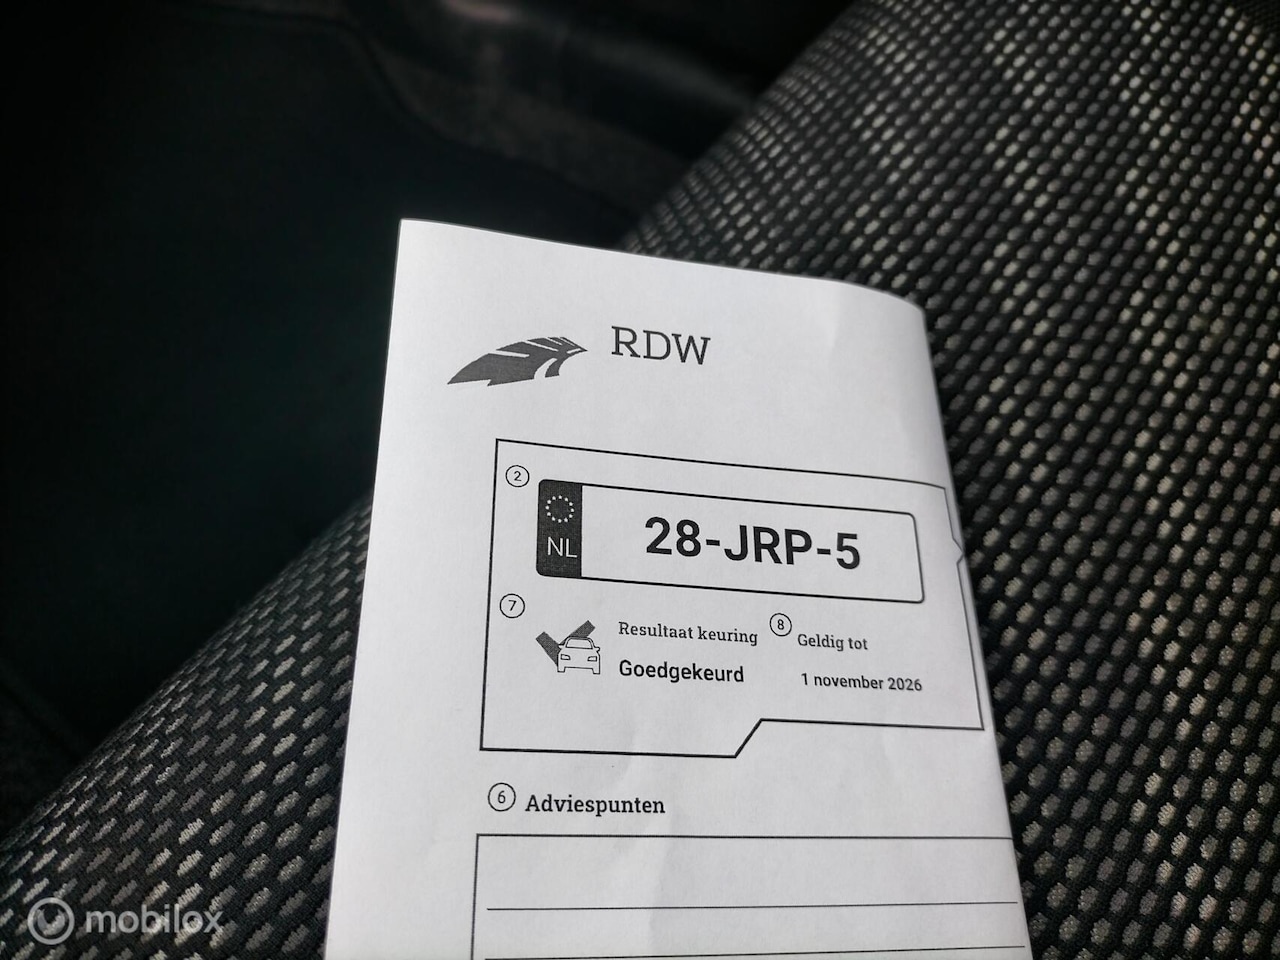 RDW
2
NL
28-JRP-5
7
Resultaat keuring
Goedgekeurd
8
Geldig tot
1 november 2026
6 Adviespunten
mobilox